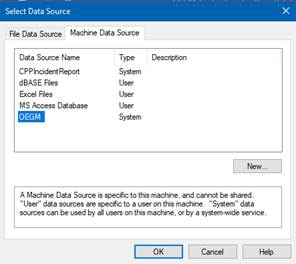 Select Data Source
File Data Source Machine Data Source
Data Source Name Type Description
CPPIncidentReport System
dBASE Files User
Excel Files User
MS Access Database User
OEGM System
New...
A Machine Data Source is specific to this machine, and cannot be shared.
"User" data sources are specific to a user on this machine. "System" data
sources can be used by all users on this machine, or by a system-wide service.
OK Cancel Help